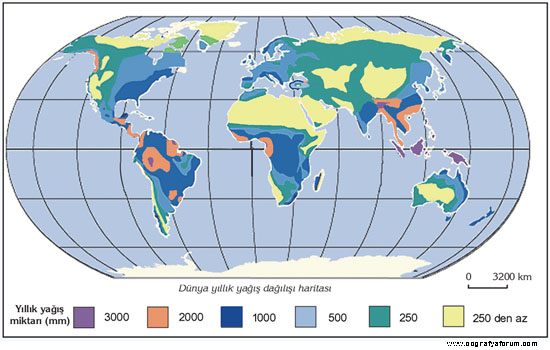 Dünya yıllık yağış dağılışı haritası
0 3200 km
Yıllık yağış miktarı (mm)
3000
2000
1000
500
250
250 den az
www.cografyaforum.com